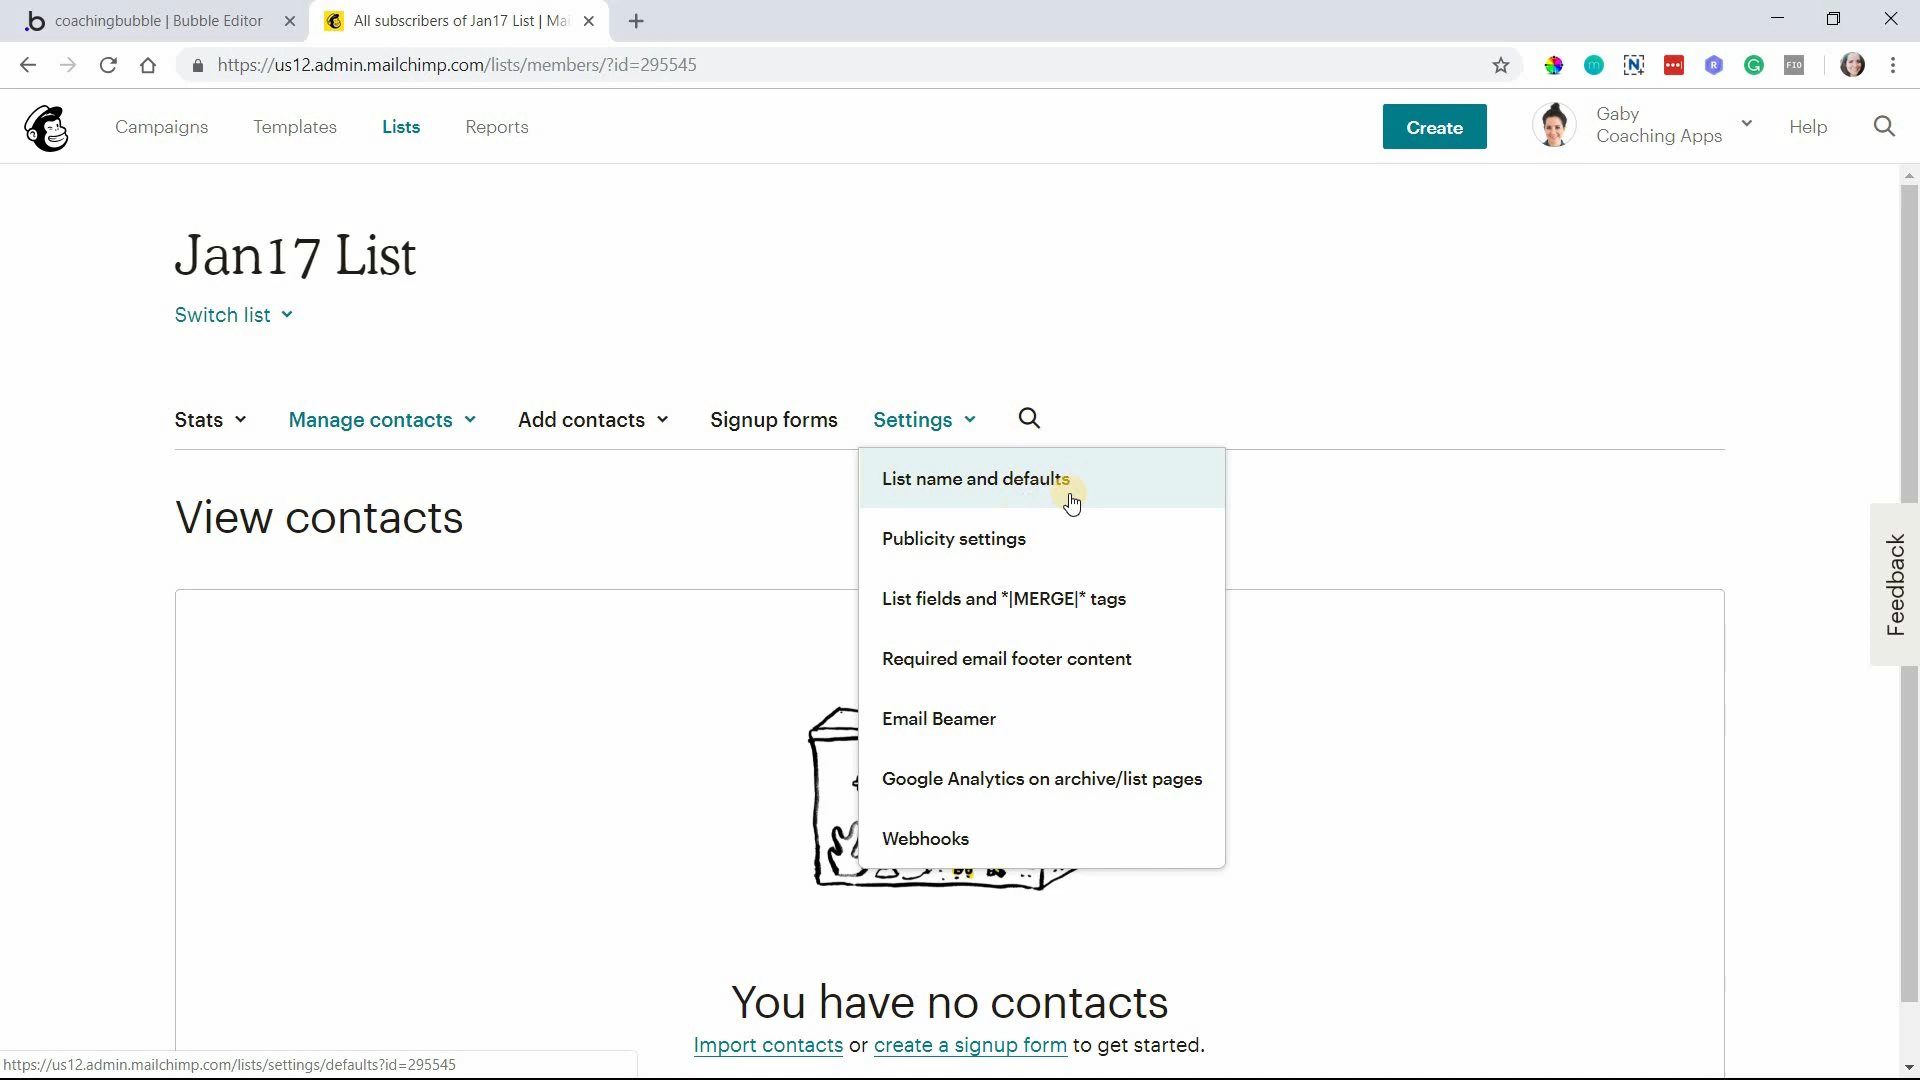 coachingbubble | Bubble Editor
All subscribers of Jan17 List | Ma
https://us12.admin.mailchimp.com/lists/members/?id=295545
Campaigns
Templates
Lists
Reports
Create
Gaby
Coaching Apps
Help
Jan17 List
Switch list
Stats
Manage contacts
Add contacts
Signup forms
Settings
List name and defaults
Publicity settings
List fields and *|MERGE|* tags
Required email footer content
Email Beamer
Google Analytics on archive/list pages
Webhooks
View contacts
Feedback
You have no contacts
Import contacts or create a signup form to get started.
https://us12.admin.mailchimp.com/lists/settings/defaults?id=295545